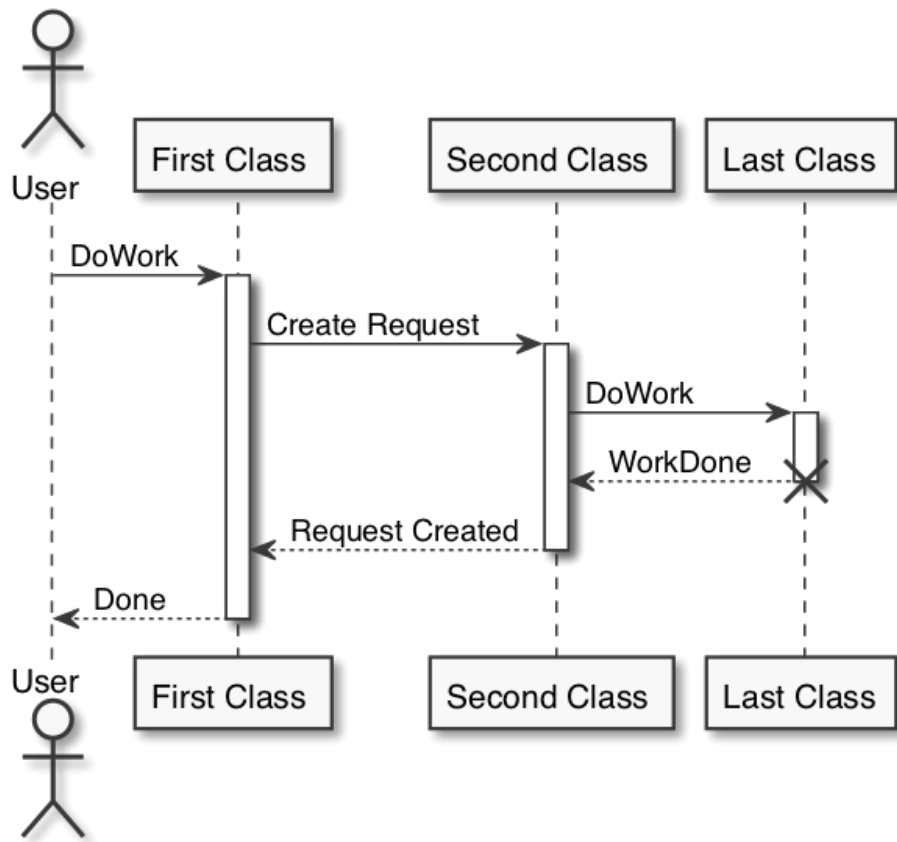 User
First Class
Second Class
Last Class
DoWork
Create Request
DoWork
WorkDone
Request Created
Done
User
First Class
Second Class
Last Class